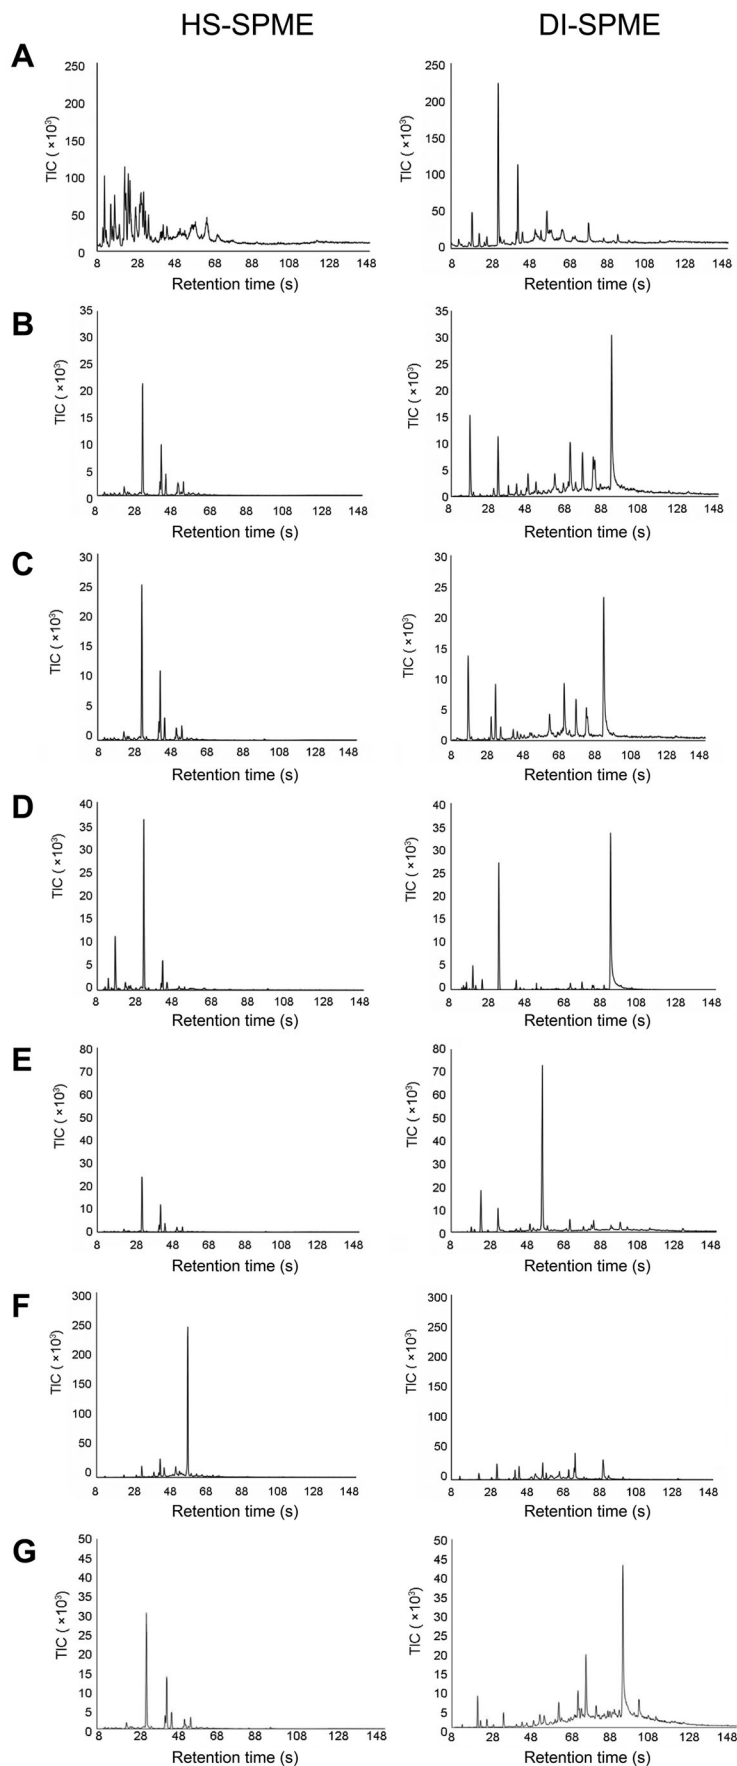 HS-SPME DI-SPME
A
TIC ( ×10³) 250 200 150 100 50 0
8 28 48 68 88 108 128 148
Retention time (s)
TIC ( ×10³) 250 200 150 100 50 0
8 28 48 68 88 108 128 148
Retention time (s)
B
TIC ( ×10³) 35 30 25 20 15 10 5 0
8 28 48 68 88 108 128 148
Retention time (s)
TIC ( ×10³) 35 30 25 20 15 10 5 0
8 28 48 68 88 108 128 148
Retention time (s)
C
TIC ( ×10³) 30 25 20 15 10 5 0
8 28 48 68 88 108 128 148
Retention time (s)
TIC ( ×10³) 30 25 20 15 10 5 0
8 28 48 68 88 108 128 148
Retention time (s)
D
TIC ( ×10³) 40 35 30 25 20 15 10 5 0
8 28 48 68 88 108 128 148
Retention time (s)
TIC ( ×10³) 40 35 30 25 20 15 10 5 0
8 28 48 68 88 108 128 148
Retention time (s)
E
TIC ( ×10³) 80 70 60 50 40 30 20 10 0
8 28 48 68 88 108 128 148
Retention time (s)
TIC ( ×10³) 80 70 60 50 40 30 20 10 0
8 28 48 68 88 108 128 148
Retention time (s)
F
TIC ( ×10³) 300 250 200 150 100 50 0
8 28 48 68 88 108 128 148
Retention time (s)
TIC ( ×10³) 300 250 200 150 100 50 0
8 28 48 68 88 108 128 148
Retention time (s)
G
TIC ( ×10³) 50 45 40 35 30 25 20 15 10 5 0
8 28 48 68 88 108 128 148
Retention time (s)
TIC ( ×10³) 50 45 40 35 30 25 20 15 10 5 0
8 28 48 68 88 108 128 148
Retention time (s)